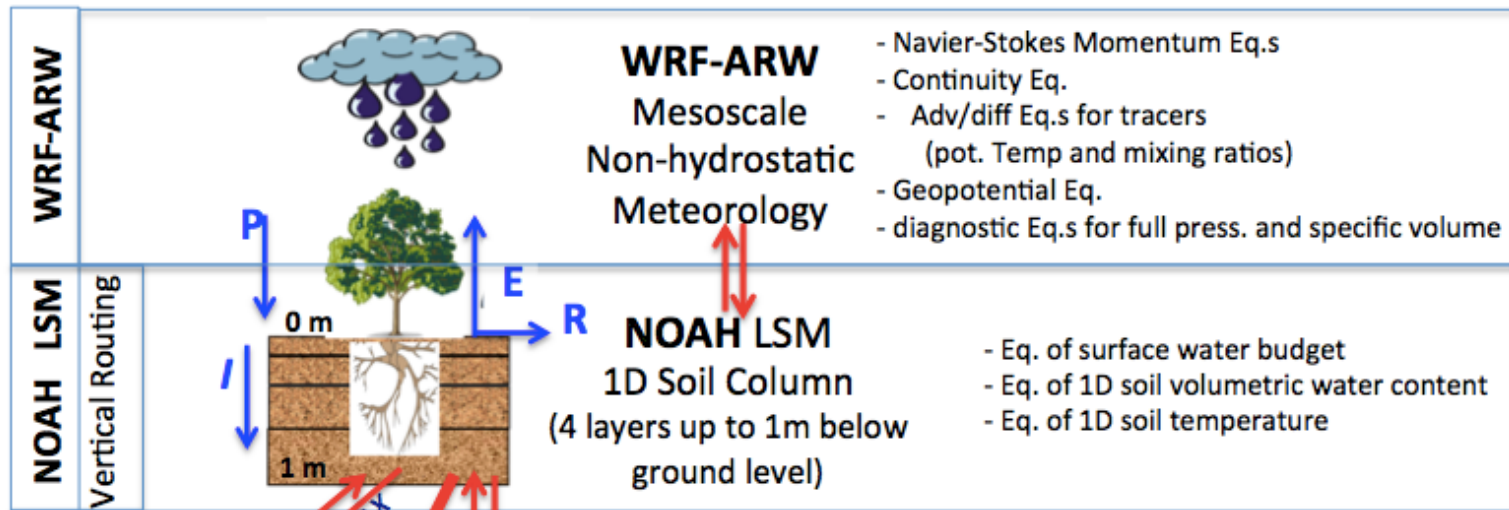 WRF-ARW
P
E
WRF-ARW
Mesoscale
Non-hydrostatic
Meteorology
- Navier-Stokes Momentum Eq.s
- Continuity Eq.
- Adv/diff Eq.s for tracers
(pot. Temp and mixing ratios)
- Geopotential Eq.
- diagnostic Eq.s for full press. and specific volume
NOAH LSM
Vertical Routing
0 m
R
I
1 m
NOAH LSM
1D Soil Column
(4 layers up to 1m below
ground level)
- Eq. of surface water budget
- Eq. of 1D soil volumetric water content
- Eq. of 1D soil temperature